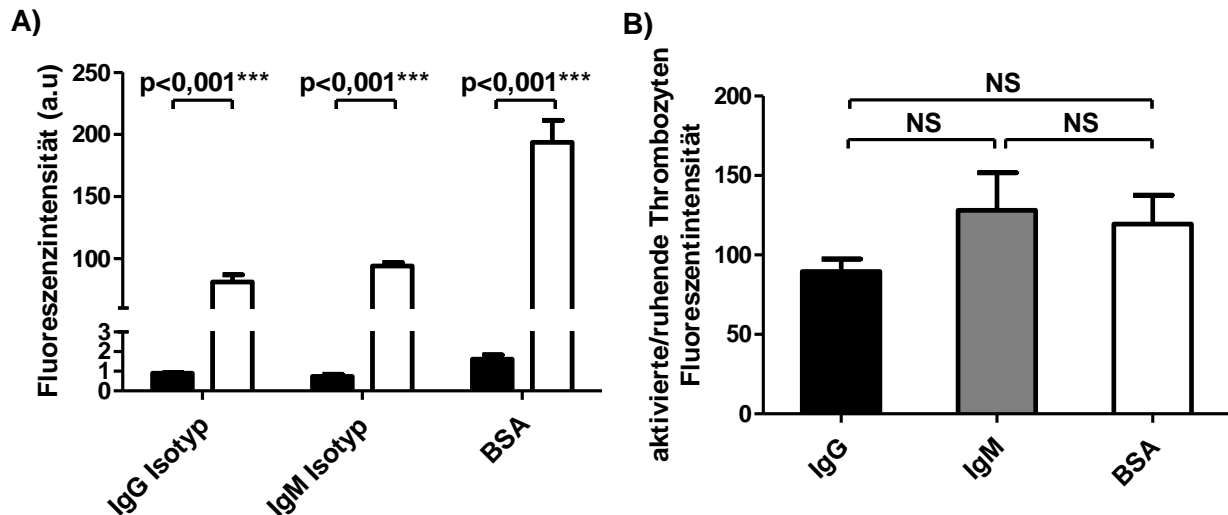 A)
Fluoreszenzintensität (a.u)
250
200
150
100
3
2
1
0
p<0,001***
p<0,001***
p<0,001***
IgG Isotyp
IgM Isotyp
BSA
B)
aktivierte/ruhende Thrombozyten
Fluoreszentintensität
200
150
100
50
0
NS
NS
NS
IgG
IgM
BSA